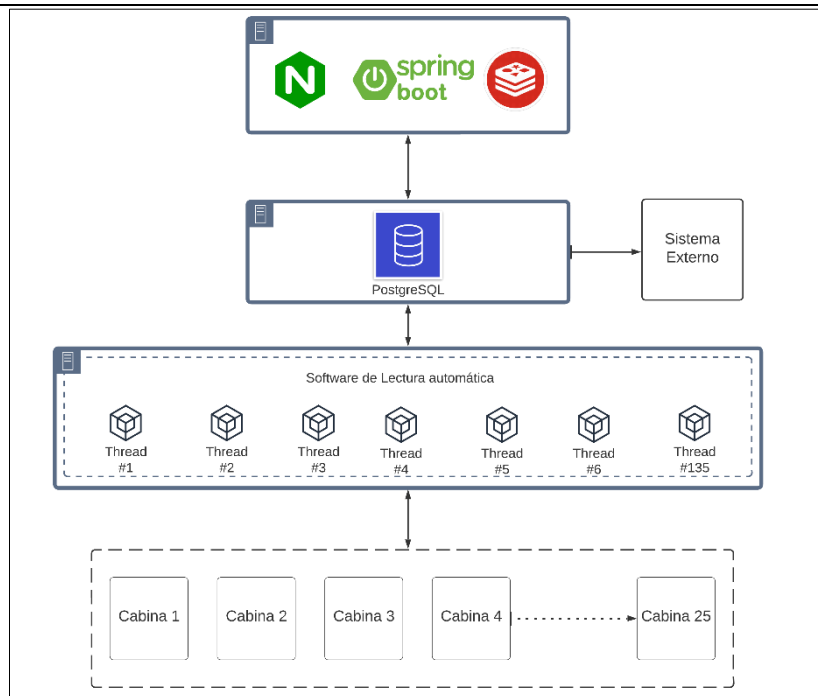 N
spring
boot
PostgreSQL
Sistema
Externo
Software de Lectura automática
Thread
#1
Thread
#2
Thread
#3
Thread
#4
Thread
#5
Thread
#6
Thread
#135
Cabina 1
Cabina 2
Cabina 3
Cabina 4
Cabina 25